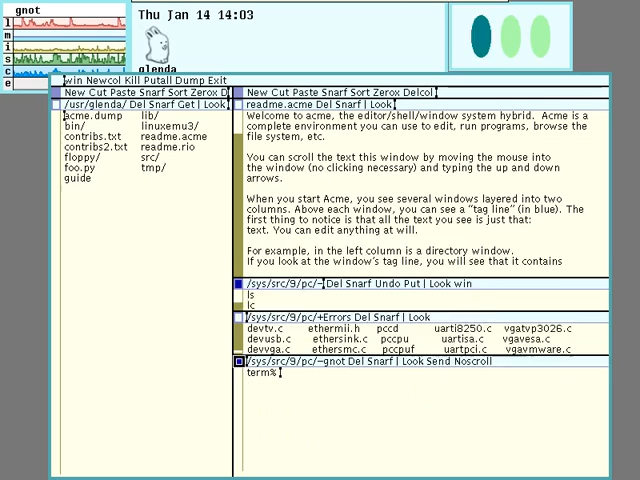 gnot
l
m
i
s
c
e
Thu Jan 14 14:03
glenda
win Newcol Kill Putall Dump Exit
New Cut Paste Snarf Sort Zerox D
/usr/glenda/ Del Snarf Get | Look
acme.dump lib/
bin/ linuxemu3/
contribs.txt readme.acme
contribs2.txt readme.rio
floppy/ src/
foo.py tmp/
guide
New Cut Paste Snarf Sort Zerox Delcol
readme.acme Del Snarf | Look
Welcome to acme, the editor/shell/window system hybrid. Acme is a
complete environment you can use to edit, run programs, browse the
file system, etc.
You can scroll the text this window by moving the mouse into
the window (no clicking necessary) and typing the up and down
arrows.
When you start Acme, you see several windows layered into two
columns. Above each window, you can see a "tag line" (in blue). The
first thing to notice is that all the text you see is just that:
text. You can edit anything at will.
For example, in the left column is a directory window.
If you look at the window's tag line, you will see that it contains
/sys/src/9/pc/- Del Snarf Undo Put | Look win
ls
lc
/sys/src/9/pc/+Errors Del Snarf | Look
devtv.c ethermii.h pccd uarti8250.c vgatvp3026.c
devusb.c ethersink.c pccpu uartisa.c vgavesa.c
devvga.c ethersmc.c pccpuf uartpci.c vgavmware.c
/sys/src/9/pc/-gnot Del Snarf | Look Send Noscroll
term%